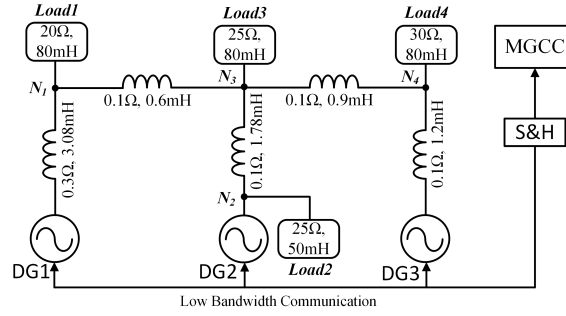 Load1
20Ω,
80mH
Load3
25Ω,
80mH
Load4
30Ω,
80mH
MGCC
N1
0.1Ω, 0.6mH
N3
0.1Ω, 0.9mH
N4
S&H
0.3Ω, 3.08mH
0.1Ω, 1.78mH
0.1Ω, 1.2mH
N2
25Ω,
50mH
Load2
DG1
DG2
DG3
Low Bandwidth Communication